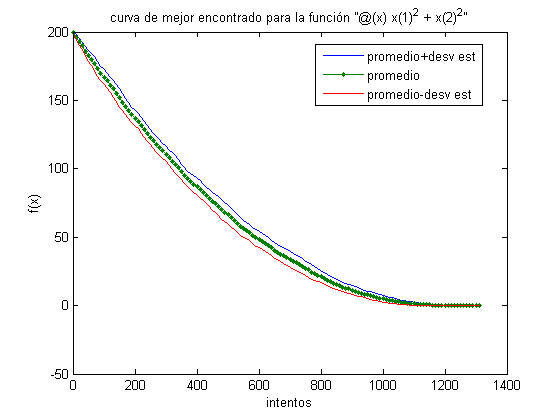 curva de mejor encontrado para la función "@(x) x(1)² + x(2)²"
200
150
100
50
0
-50
f(x)
promedio+desv est
promedio
promedio-desv est
0 200 400 600 800 1000 1200 1400
intentos